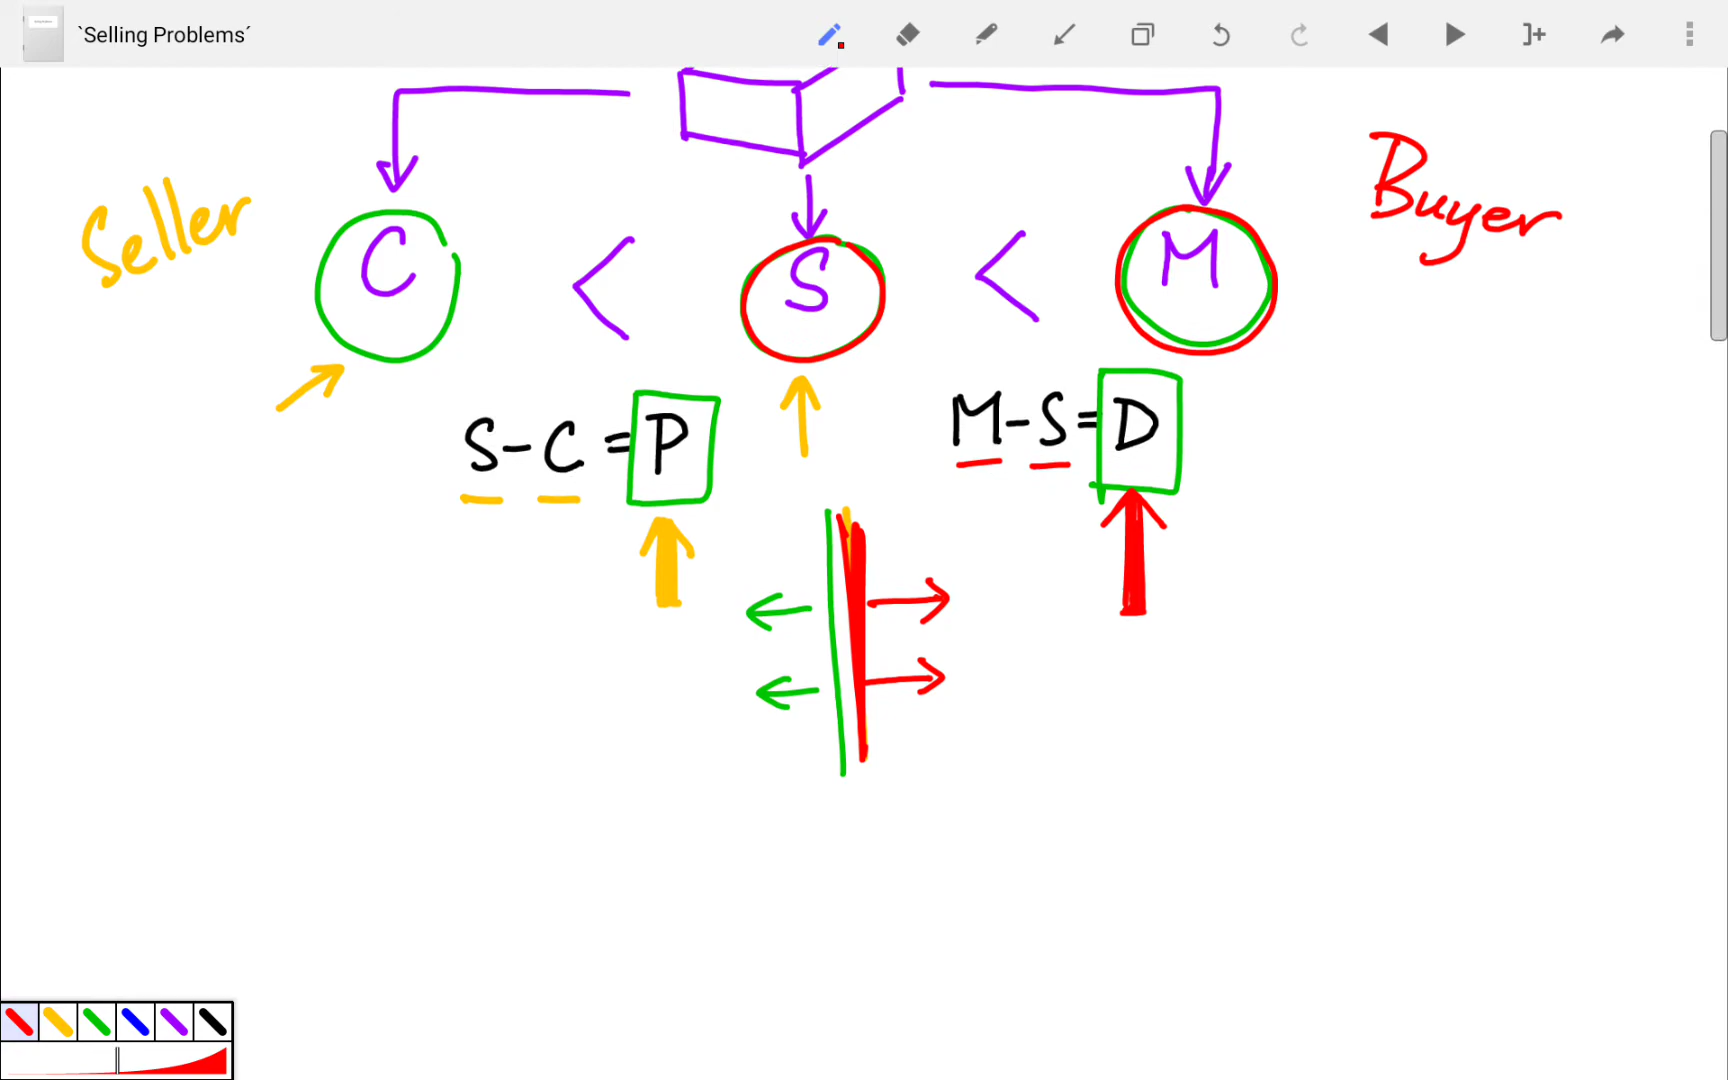 `Selling Problems´
Seller
Buyer
C < S < M
S-C=P
M-S=D